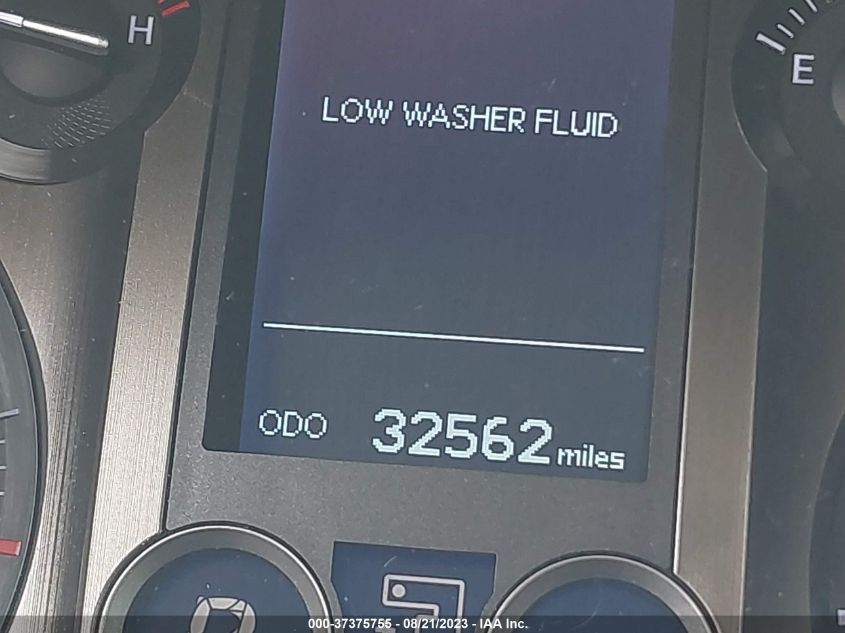 H
E
LOW WASHER FLUID
ODO 32562 miles
000-37375755 - 08/21/2023 - IAA Inc.